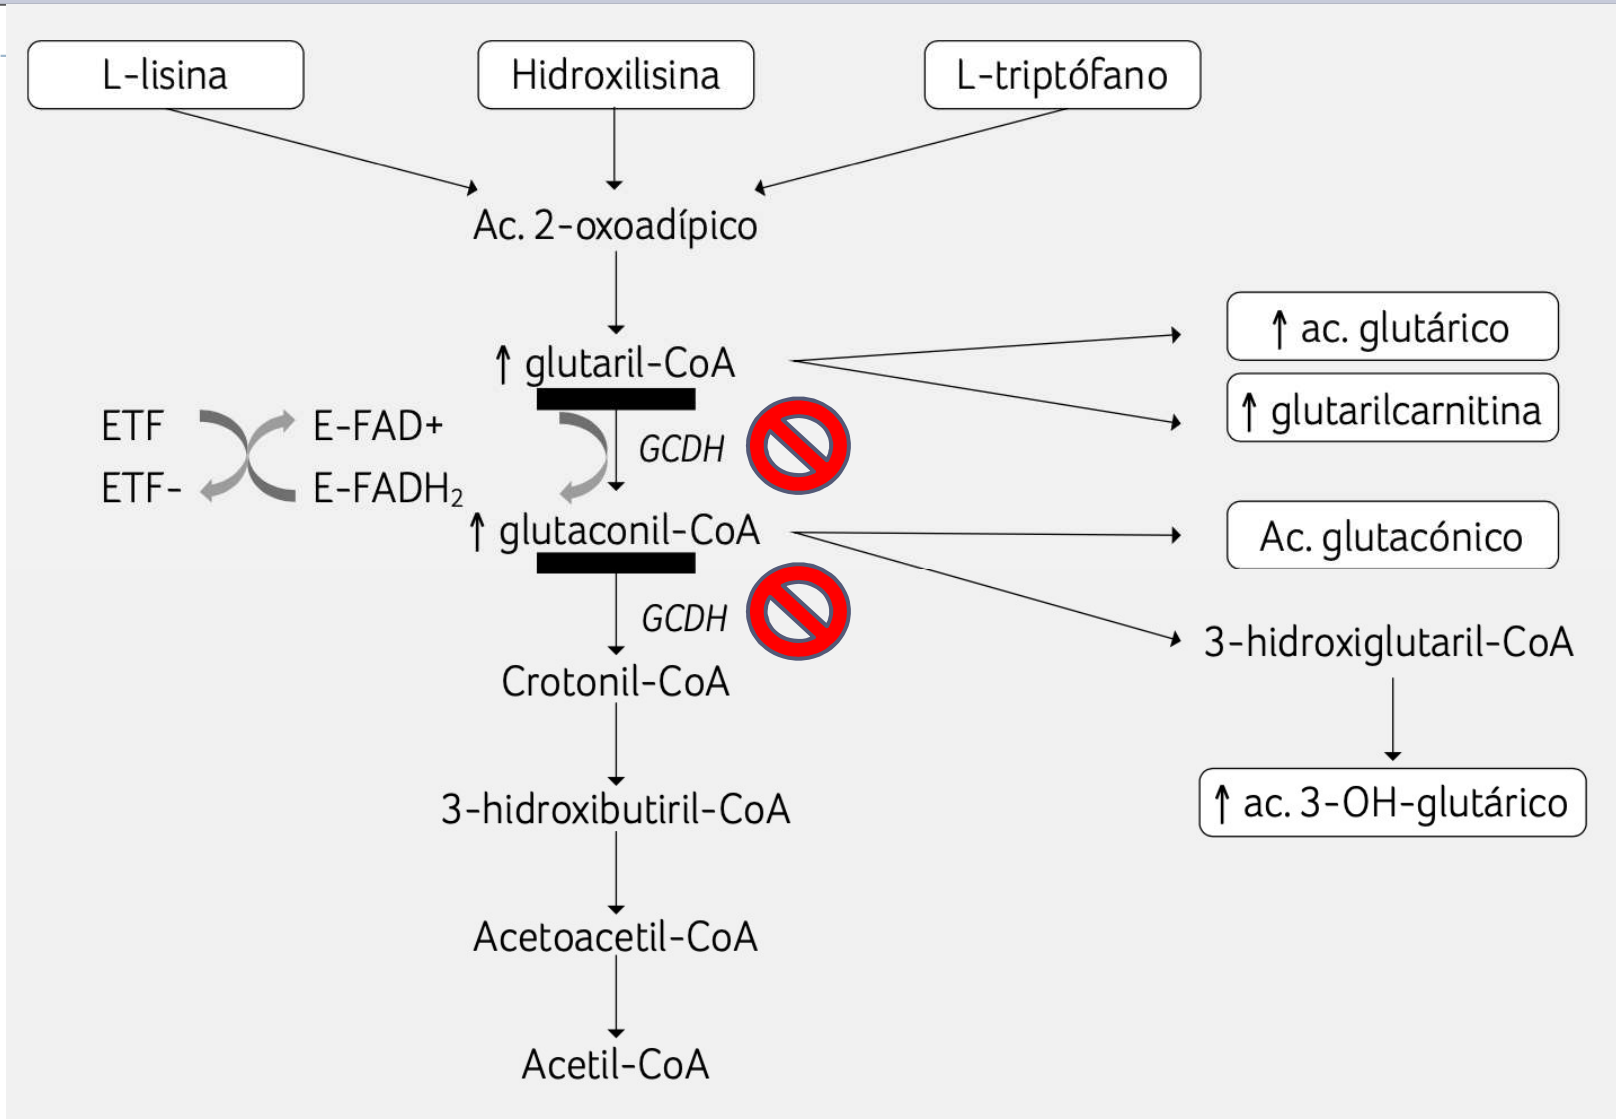 L-lisina
Hidroxilisina
L-triptófano
Ac. 2-oxoadípico
↑ glutaril-CoA
↑ ac. glutárico
↑ glutarilcarnitina
ETF
E-FAD+
GCDH
ETF-
E-FADH₂
↑ glutaconil-CoA
Ac. glutacónico
GCDH
3-hidroxiglutaril-CoA
Crotonil-CoA
↑ ac. 3-OH-glutárico
3-hidroxibutiril-CoA
Acetoacetil-CoA
Acetil-CoA